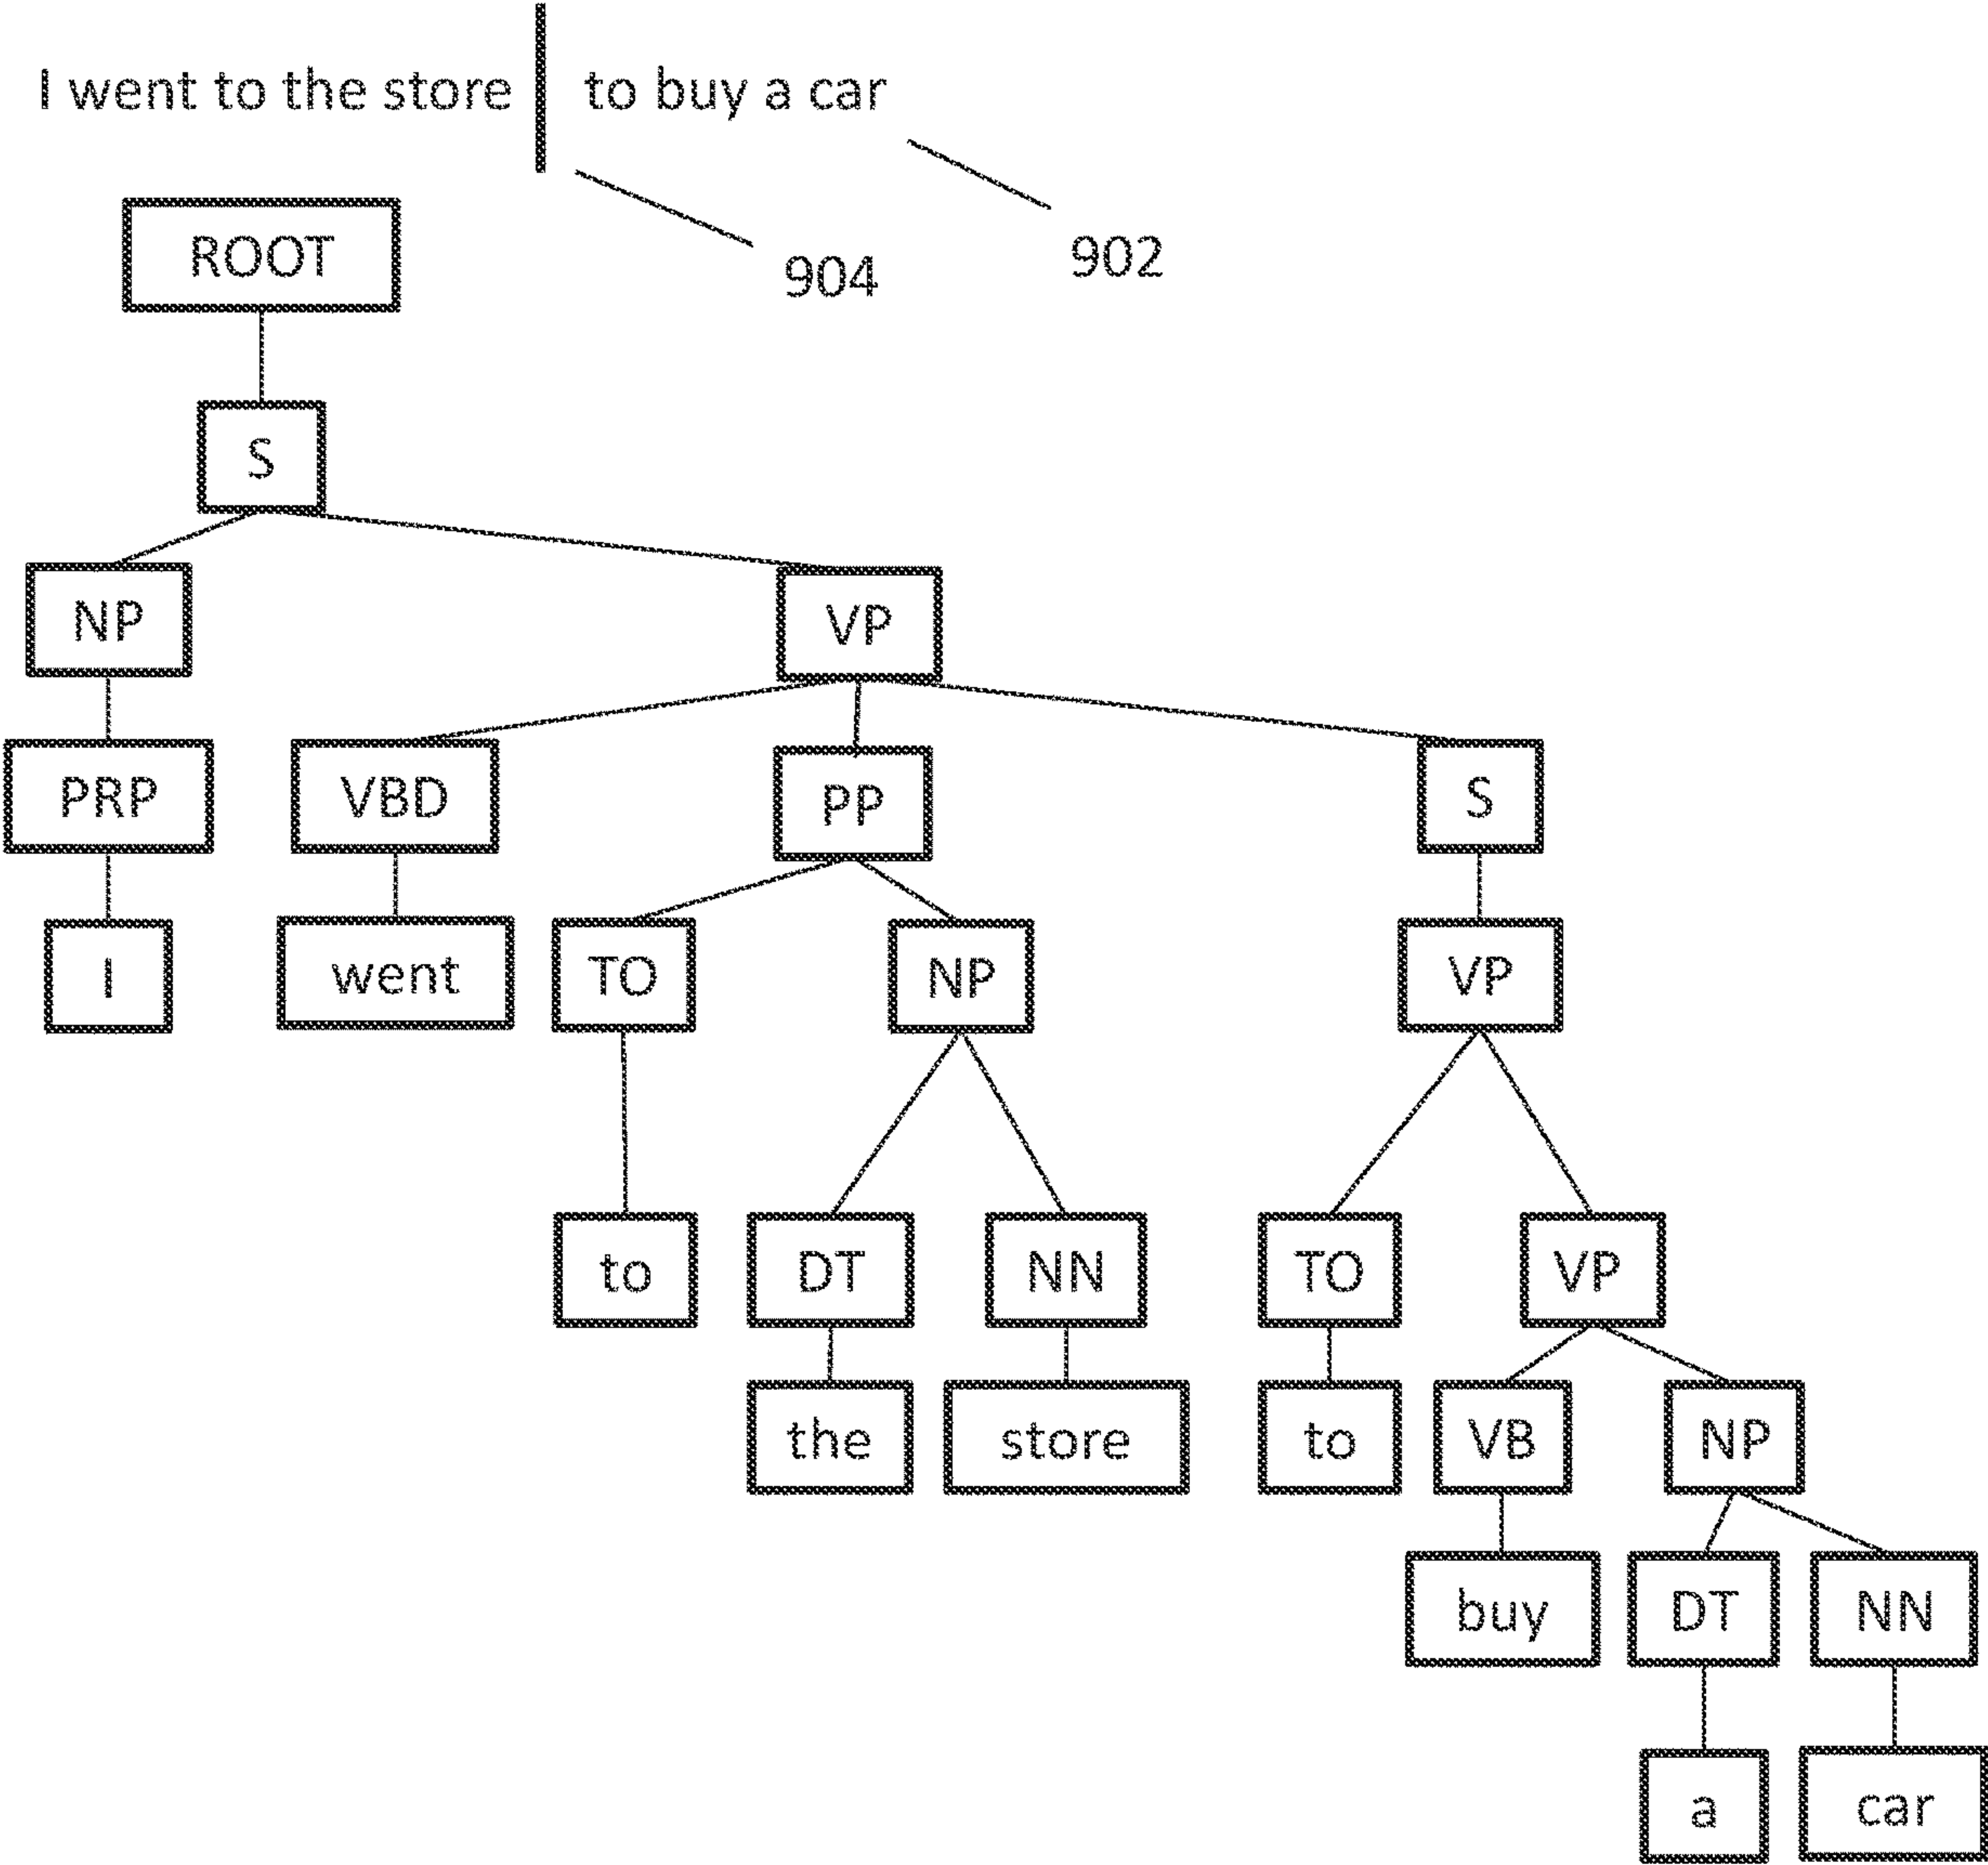 I went to the store to buy a car
904 902
ROOT
S
NP VP
PRP VBD PP S
I went TO NP VP
to DT NN TO VP
the store to VB NP
buy DT NN
a car